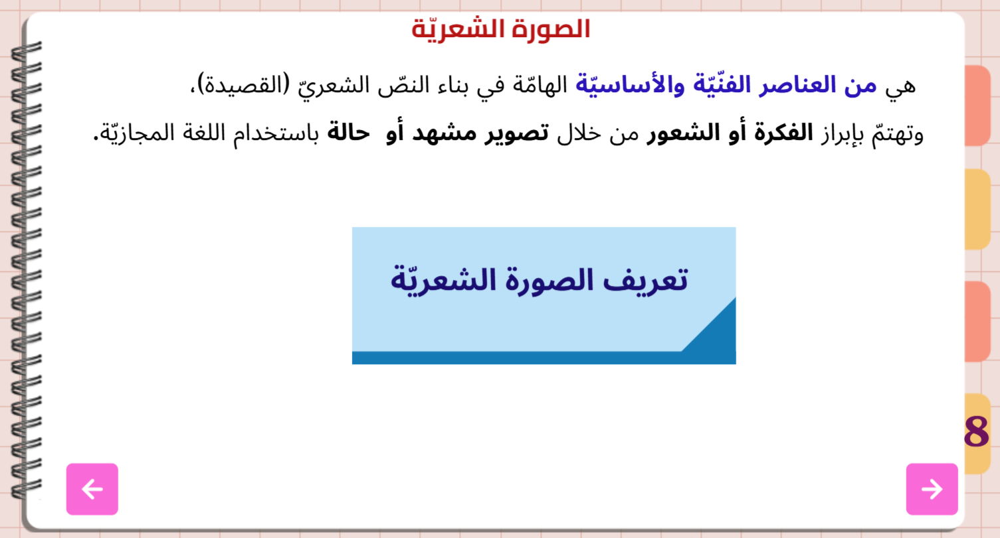 الصورة الشعريّة
هي من العناصر الفنّيّة والأساسيّة الهامّة في بناء النصّ الشعريّ (القصيدة)،
وتهتمّ بإبراز الفكرة أو الشعور من خلال تصوير مشهد أو حالة باستخدام اللغة المجازيّة.
تعريف الصورة الشعريّة
8